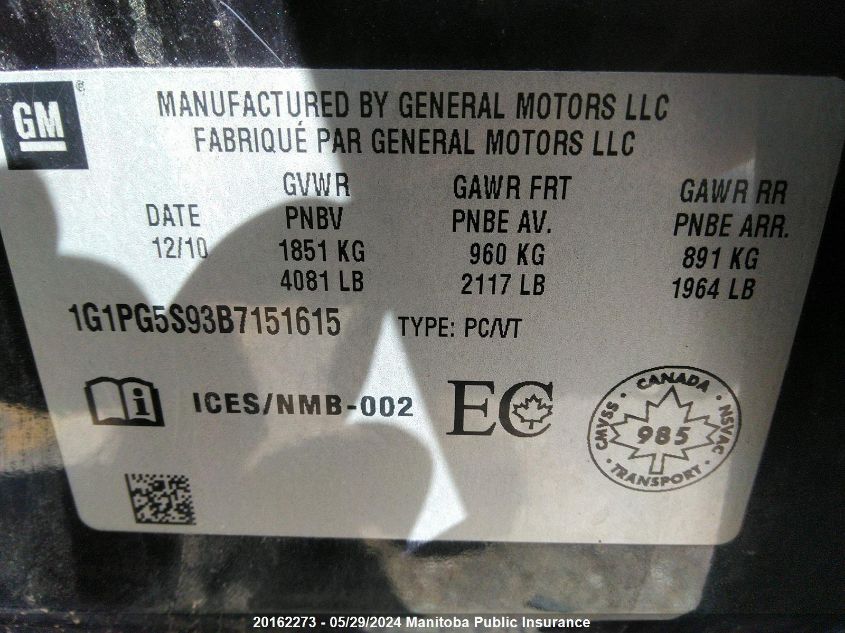 GM
MANUFACTURED BY GENERAL MOTORS LLC
FABRIQUÉ PAR GENERAL MOTORS LLC
GVWR GAWR FRT GAWR RR
DATE PNBV PNBE AV. PNBE ARR.
12/10 1851 KG 960 KG 891 KG
4081 LB 2117 LB 1964 LB
1G1PG5S93B7151615 TYPE: PC/VT
i ICES/NMB-002 EC
CMVSS · CANADA · NSVAC
985
· TRANSPORT ·
20162273 - 05/29/2024 Manitoba Public Insurance